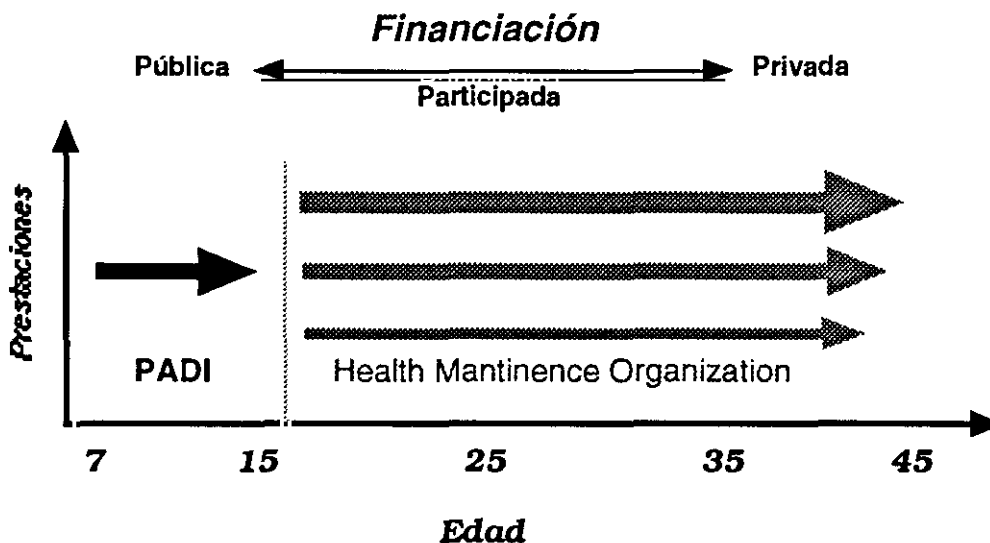 Financiación
Pública Privada
Participada
Prestaciones
PADI Health Mantinence Organization
7 15 25 35 45
Edad